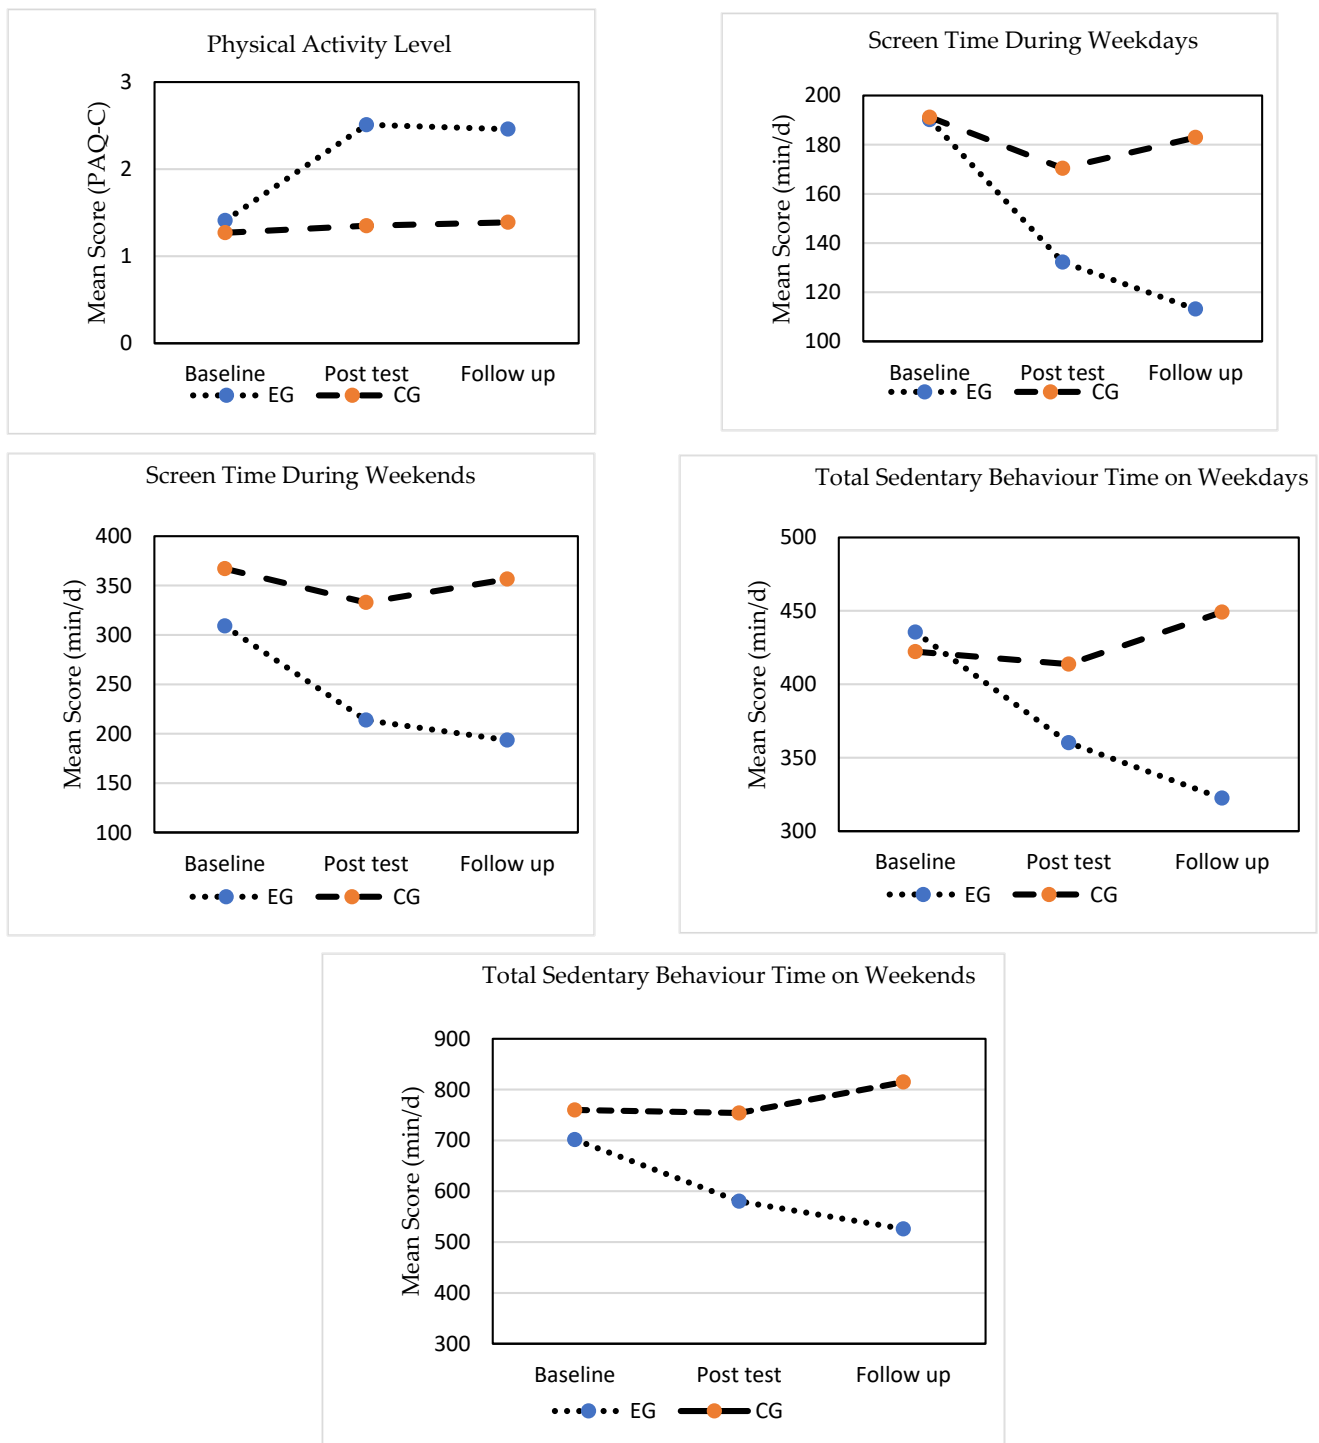 Physical Activity Level
Mean Score (PAQ-C)
3
2
1
0
Baseline Post test Follow up
EG CG
Screen Time During Weekdays
Mean Score (min/d)
200
180
160
140
120
100
Baseline Post test Follow up
EG CG
Screen Time During Weekends
Mean Score (min/d)
400
350
300
250
200
150
100
Baseline Post test Follow up
EG CG
Total Sedentary Behaviour Time on Weekdays
Mean Score (min/d)
500
450
400
350
300
Baseline Post test Follow up
EG CG
Total Sedentary Behaviour Time on Weekends
Mean Score (min/d)
900
800
700
600
500
400
300
Baseline Post test Follow up
EG CG